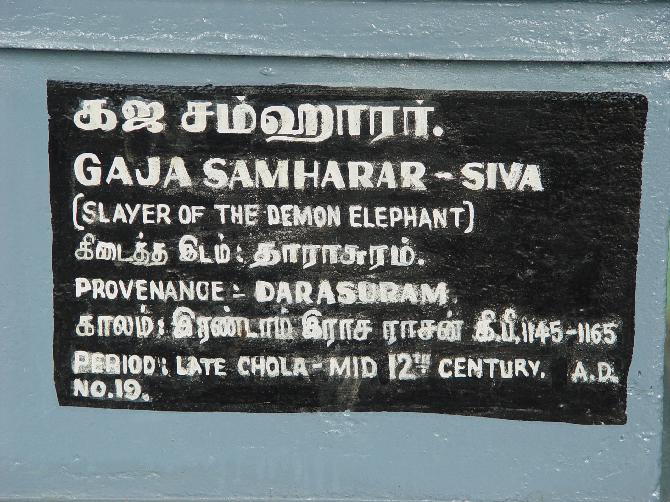 கஜ சம்ஹாரர்.
GAJA SAMHARAR - SIVA
(SLAYER OF THE DEMON ELEPHANT)
கிடைத்த இடம்: தாராசுரம்.
PROVENANCE:- DARASURAM.
காலம்: இரண்டாம் இராச ராசன் கி.பி, 1145-1165
PERIOD: LATE CHOLA - MID 12TH CENTURY. A.D.
NO.19.